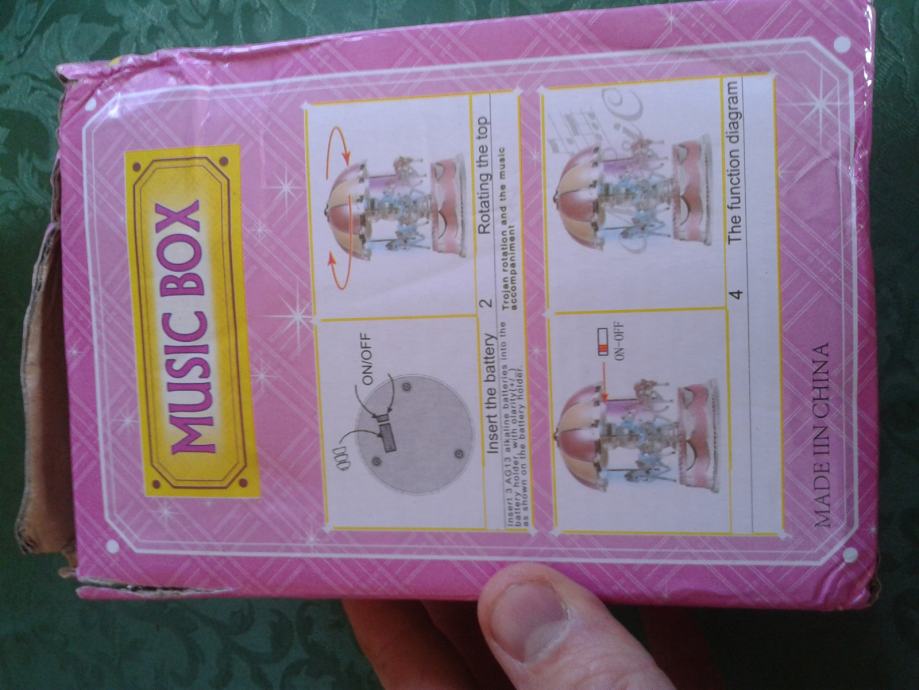 MUSIC BOX
ON/OFF
Insert the battery
Insert 3 AG13 alkaline batteries into the
battery holder, with olarity(+/-)
as shown on the battery holder.
2 Rotating the top
Trojan rotation and the music
accompaniment
ON-OFF
4 The function diagram
MADE IIN CHINA